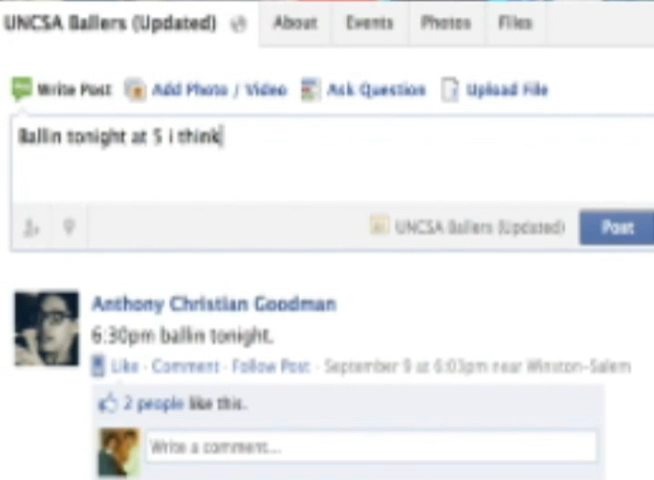 UNCSA Ballers (Updated) About Events Photos Files
Write Post Add Photo / Video Ask Question Upload File
Ballin tonight at 5 i think
UNCSA Ballers (Updated) Post
Anthony Christian Goodman
6:30pm ballin tonight.
Like · Comment · Follow Post · September 9 at 6:03pm near Winston-Salem
2 people like this.
Write a comment...